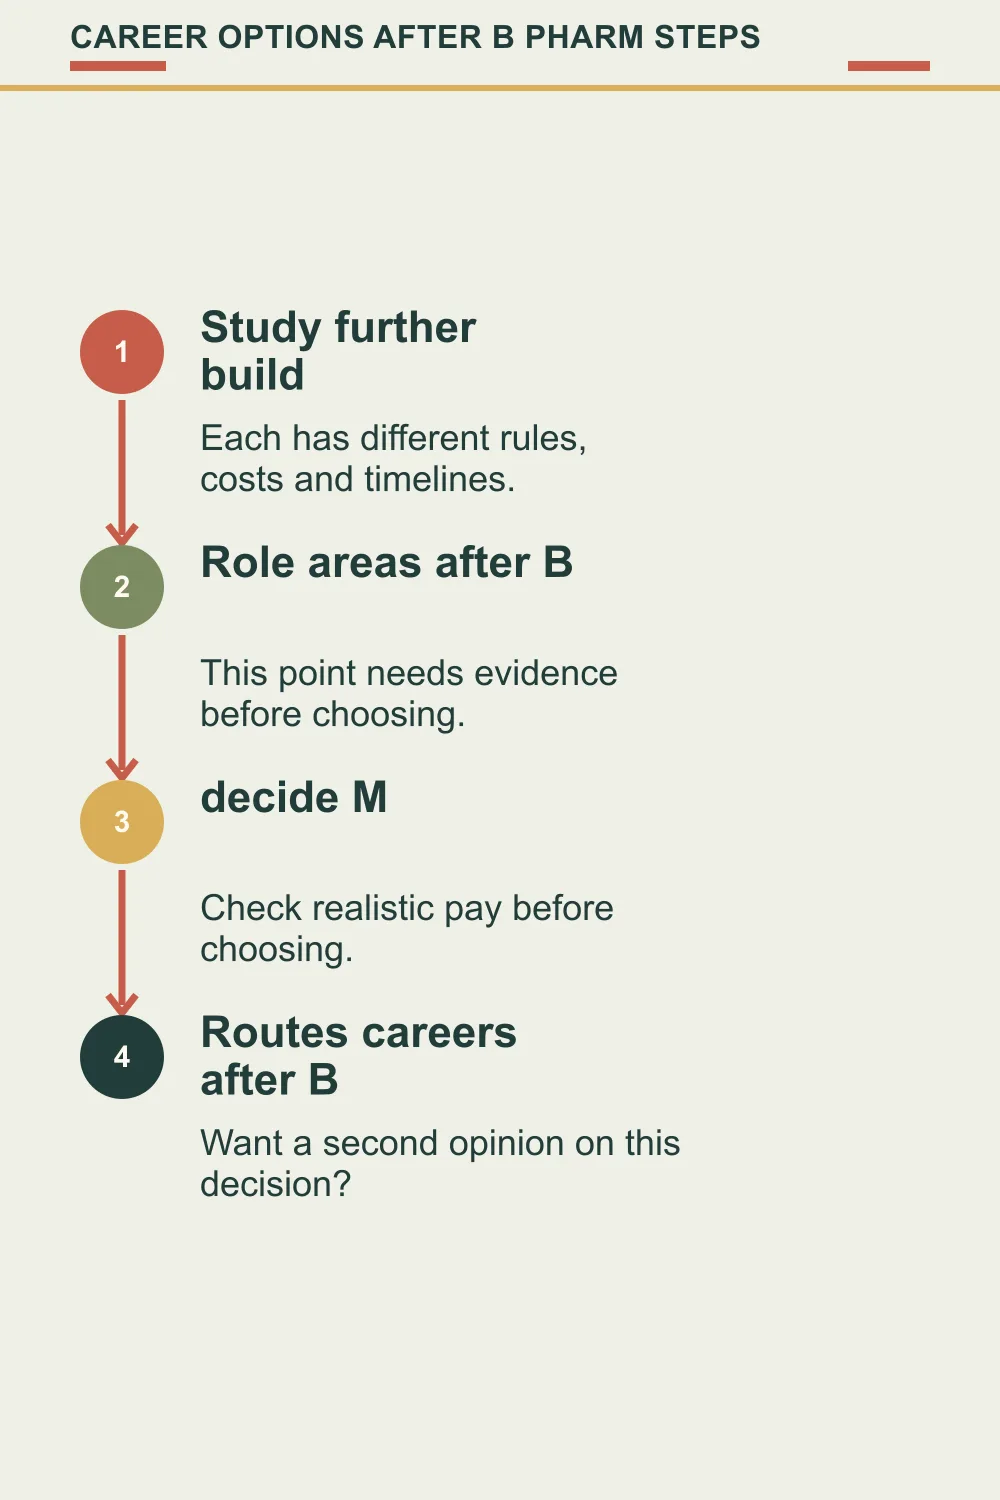 CAREER OPTIONS AFTER B PHARM STEPS
1
Study further
build
Each has different rules,
costs and timelines.
2
Role areas after B
This point needs evidence
before choosing.
3
decide M
Check realistic pay before
choosing.
4
Routes careers
after B
Want a second opinion on this
decision?